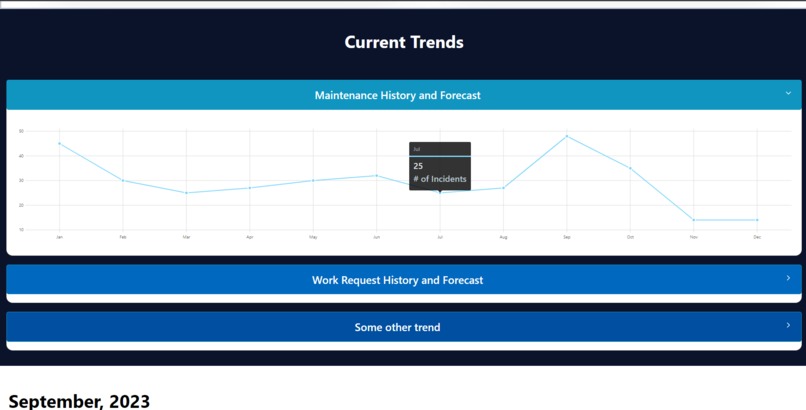 Current Trends
Maintenance History and Forecast
50
40
30
20
10
Jul
25
# of Incidents
Jan Feb Mar Apr May Jun Jul Aug Sep Oct Nov Dec
Work Request History and Forecast
Some other trend
September, 2023